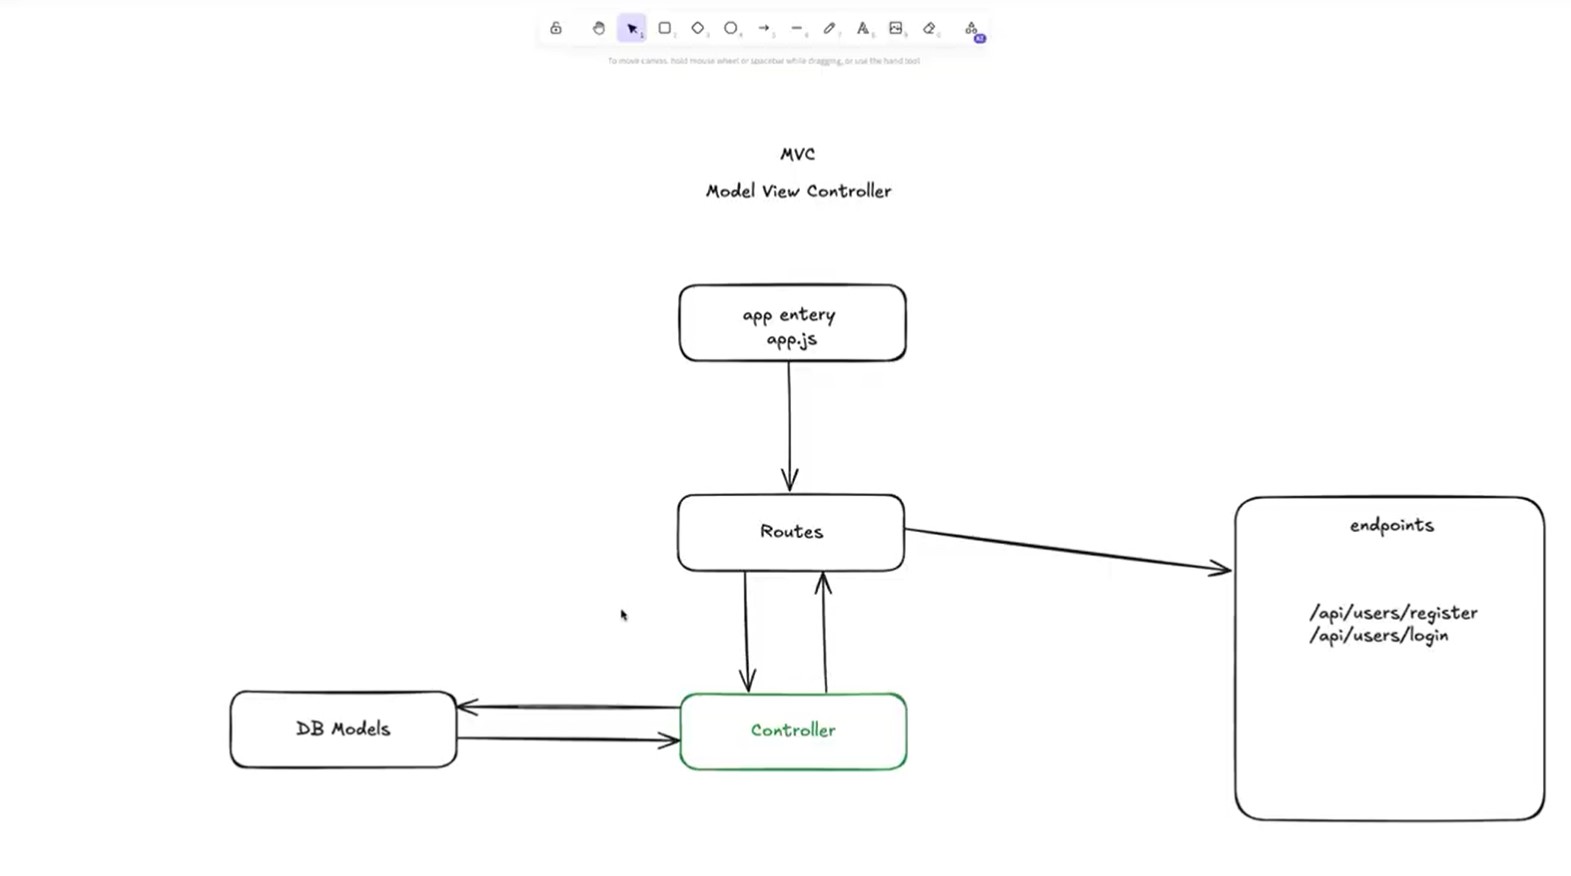 To move canvas, hold mouse wheel or spacebar while dragging, or use the hand tool
MVC
Model View Controller
app entery
app.js
Routes
endpoints
/api/users/register
/api/users/login
DB Models
Controller